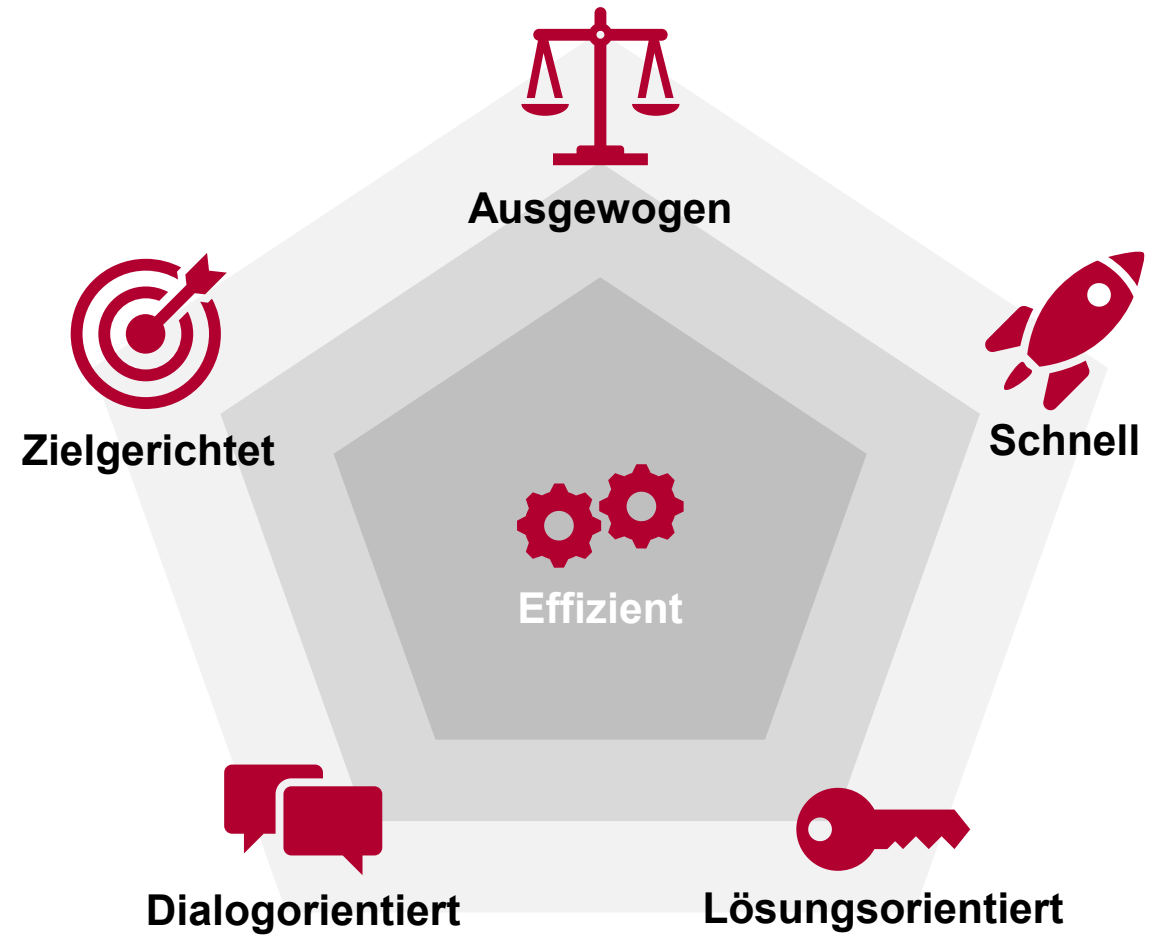 Ausgewogen
Zielgerichtet
Schnell
Effizient
Dialogorientiert
Lösungsorientiert